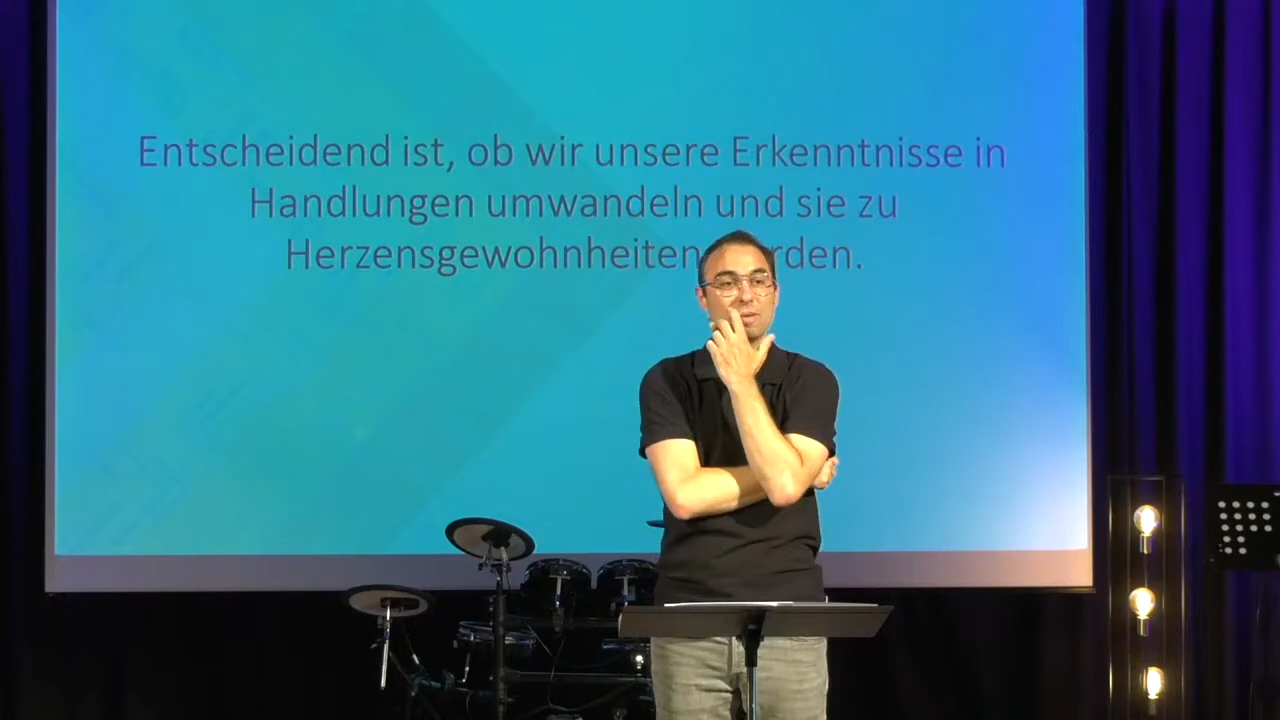 Entscheidend ist, ob wir unsere Erkenntnisse in
Handlungen umwandeln und sie zu
Herzensgewohnheiten